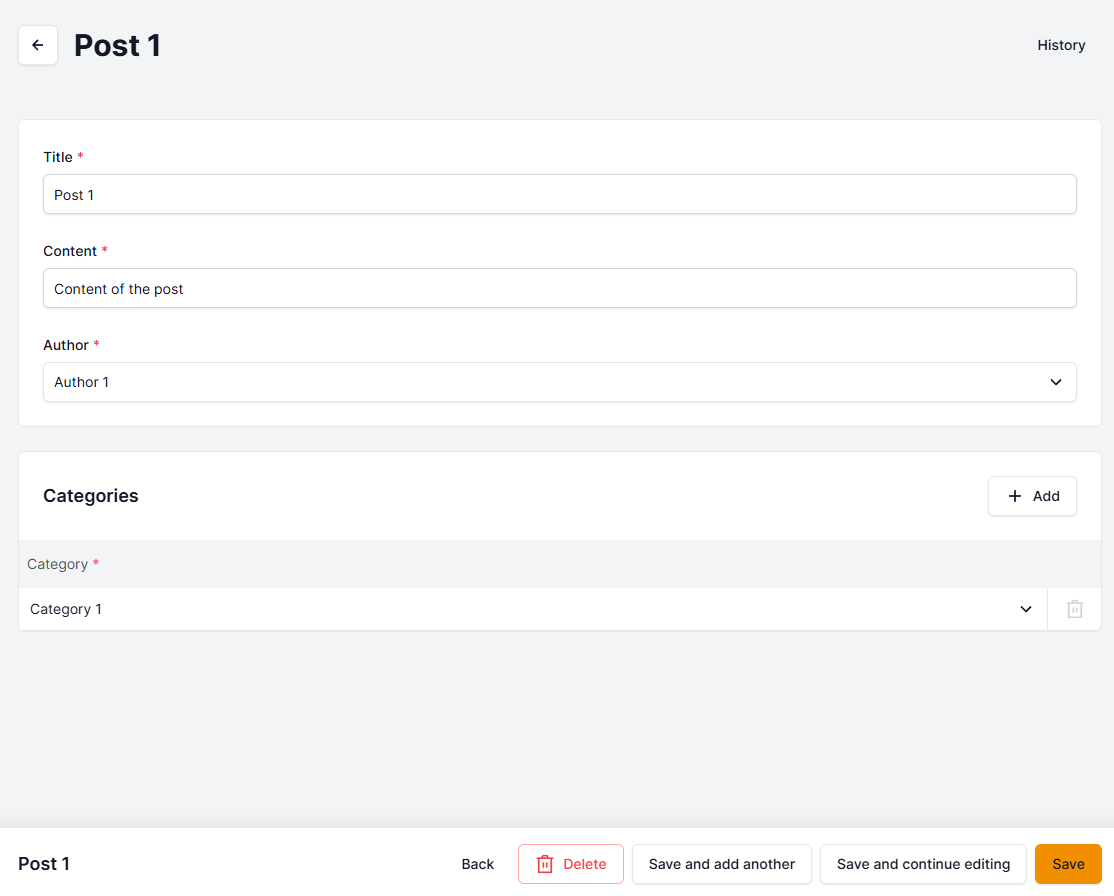 Post 1
History
Title *
Post 1
Content *
Content of the post
Author *
Author 1
Categories
Add
Category *
Category 1
Post 1
Back
Delete
Save and add another
Save and continue editing
Save